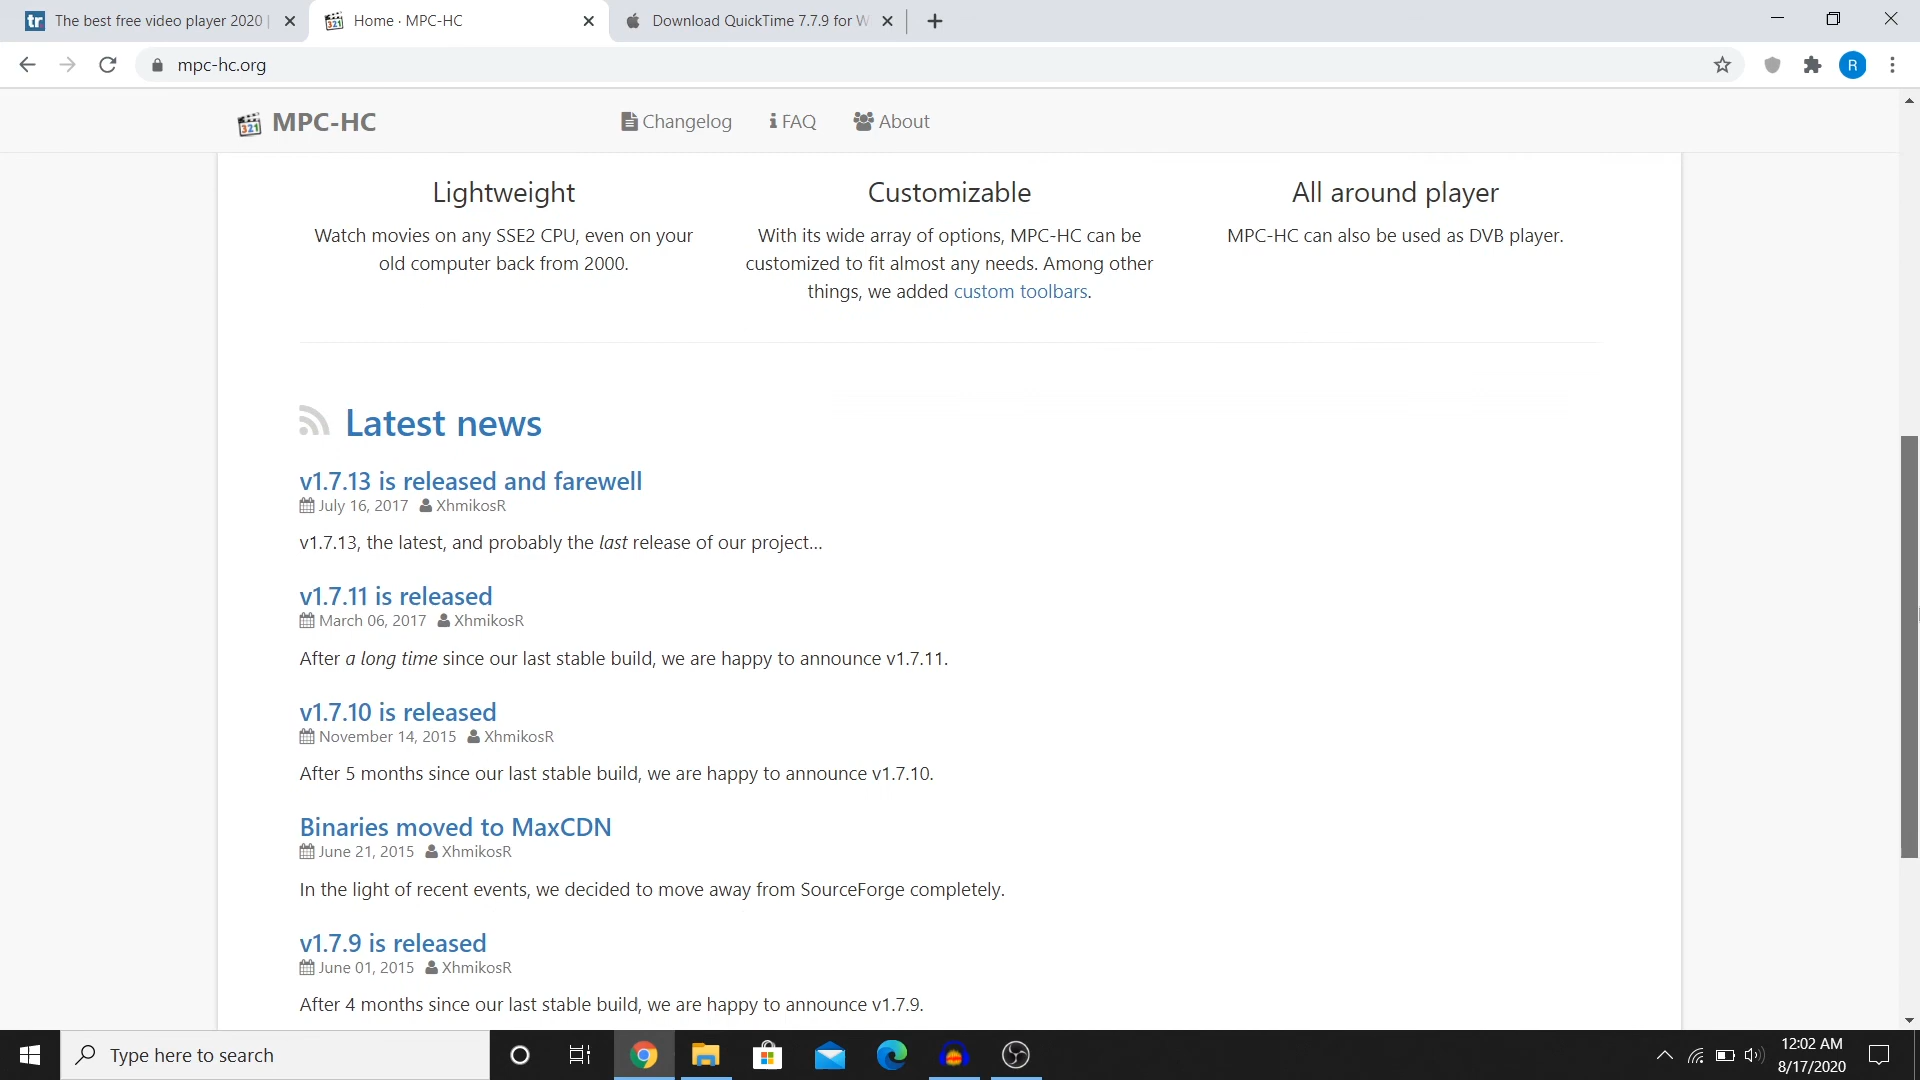 The best free video player 2020 |
Home · MPC-HC
Download QuickTime 7.7.9 for W
mpc-hc.org
R
MPC-HC
Changelog
FAQ
About
Lightweight
Watch movies on any SSE2 CPU, even on your
old computer back from 2000.
Customizable
With its wide array of options, MPC-HC can be
customized to fit almost any needs. Among other
things, we added custom toolbars.
All around player
MPC-HC can also be used as DVB player.
Latest news
v1.7.13 is released and farewell
July 16, 2017 XhmikosR
v1.7.13, the latest, and probably the last release of our project...
v1.7.11 is released
March 06, 2017 XhmikosR
After a long time since our last stable build, we are happy to announce v1.7.11.
v1.7.10 is released
November 14, 2015 XhmikosR
After 5 months since our last stable build, we are happy to announce v1.7.10.
Binaries moved to MaxCDN
June 21, 2015 XhmikosR
In the light of recent events, we decided to move away from SourceForge completely.
v1.7.9 is released
June 01, 2015 XhmikosR
After 4 months since our last stable build, we are happy to announce v1.7.9.
Type here to search
12:02 AM
8/17/2020